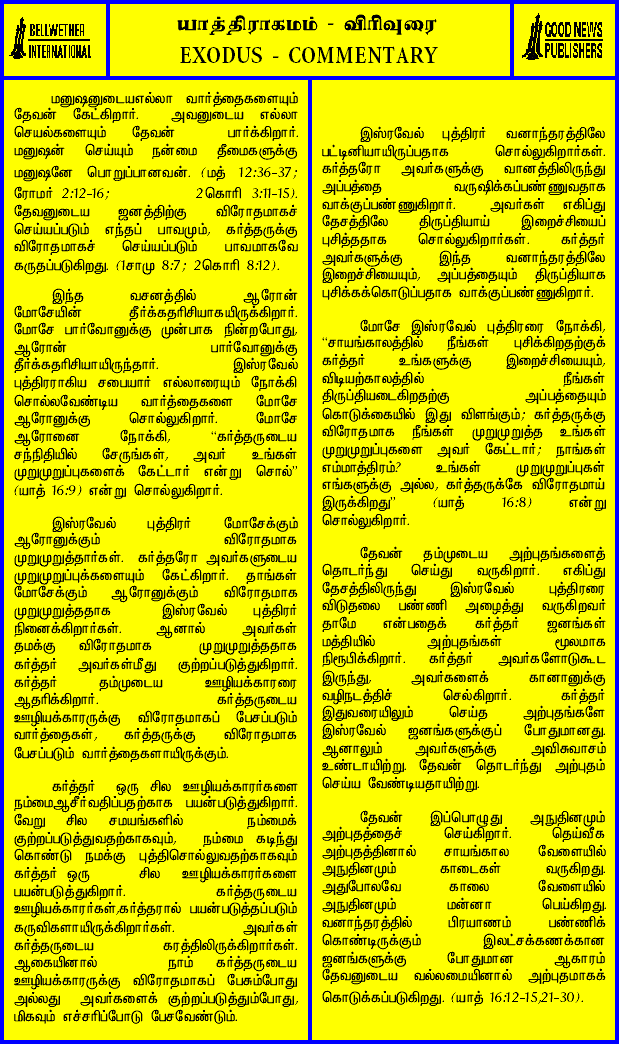 BELLWETHER
INTERNATIONAL
யாத்திராகமம் - விரிவுரை
EXODUS - COMMENTARY
GOOD NEWS
PUBLISHERS
மனுஷனுடையஎல்லா வார்த்தைகளையும்
தேவன் கேட்கிறார். அவனுடைய எல்லா
செயல்களையும் தேவன் பார்க்கிறார்.
மனுஷன் செய்யும் நன்மை தீமைகளுக்கு
மனுஷனே பொறுப்பானவன். (மத் 12:36-37;
ரோமர் 2:12-16; 2கொரி 3:11-15).
தேவனுடைய ஜனத்திற்கு விரோதமாகச்
செய்யப்படும் எந்தப் பாவமும், கர்த்தருக்கு
விரோதமாகச் செய்யப்படும் பாவமாகவே
கருதப்படுகிறது. (1சாமு 8:7; 2கொரி 8:12).
இந்த வசனத்தில் ஆரோன்
மோசேயின் தீர்க்கதரிசியாகயிருக்கிறார்.
மோசே பார்வோனுக்கு முன்பாக நின்றபோது,
ஆரோன் பார்வோனுக்கு
தீர்க்கதரிசியாயிருந்தார். இஸ்ரவேல்
புத்திரராகிய சபையார் எல்லாரையும் நோக்கி
சொல்லவேண்டிய வார்த்தைகளை மோசே
ஆரோனுக்கு சொல்லுகிறார். மோசே
ஆரோனை நோக்கி, "கர்த்தருடைய
சந்நிதியில் சேருங்கள், அவர் உங்கள்
முறுமுறுப்புகளைக் கேட்டார் என்று சொல்"
(யாத் 16:9) என்று சொல்லுகிறார்.
இஸ்ரவேல் புத்திரர் மோசேக்கும்
ஆரோனுக்கும் விரோதமாக
முறுமுறுத்தார்கள். கர்த்தரோ அவர்களுடைய
முறுமுறுப்புக்களையும் கேட்கிறார். தாங்கள்
மோசேக்கும் ஆரோனுக்கும் விரோதமாக
முறுமுறுத்ததாக இஸ்ரவேல் புத்திரர்
நினைக்கிறார்கள். ஆனால் அவர்கள்
தமக்கு விரோதமாக முறுமுறுத்ததாக
கர்த்தர் அவர்கள்மீது குற்றப்படுத்துகிறார்.
கர்த்தர் தம்முடைய ஊழியக்காரரை
ஆதரிக்கிறார். கர்த்தருடைய
ஊழியக்காரருக்கு விரோதமாகப் பேசப்படும்
வார்த்தைகள், கர்த்தருக்கு விரோதமாக
பேசப்படும் வார்த்தைகளாயிருக்கும்.
கர்த்தர் ஒரு சில ஊழியக்காரர்களை
நம்மைஆசீர்வதிப்பதற்காக பயன்படுத்துகிறார்.
வேறு சில சமயங்களில் நம்மைக்
குற்றப்படுத்துவதற்காகவும், நம்மை கடிந்து
கொண்டு நமக்கு புத்திசொல்லுவதற்காகவும்
கர்த்தர் ஒரு சில ஊழியக்காரர்களை
பயன்படுத்துகிறார். கர்த்தருடைய
ஊழியக்காரர்கள்,கர்த்தரால் பயன்படுத்தப்படும்
கருவிகளாயிருக்கிறார்கள். அவர்கள்
கர்த்தருடைய கரத்திலிருக்கிறார்கள்.
ஆகையினால் நாம் கர்த்தருடைய
ஊழியக்காரருக்கு விரோதமாகப் பேசும்போது
அல்லது அவர்களைக் குற்றப்படுத்தும்போது,
மிகவும் எச்சரிப்போடு பேசவேண்டும்.
இஸ்ரவேல் புத்திரர் வனாந்தரத்திலே
பட்டினியாயிருப்பதாக சொல்லுகிறார்கள்.
கர்த்தரோ அவர்களுக்கு வானத்திலிருந்து
அப்பத்தை வருஷிக்கப்பண்ணுவதாக
வாக்குப்பண்ணுகிறார். அவர்கள் எகிப்து
தேசத்திலே திருப்தியாய் இறைச்சியைப்
புசித்ததாக சொல்லுகிறார்கள். கர்த்தர்
அவர்களுக்கு இந்த வனாந்தரத்திலே
இறைச்சியையும், அப்பத்தையும் திருப்தியாக
புசிக்கக்கொடுப்பதாக வாக்குப்பண்ணுகிறார்.
மோசே இஸ்ரவேல் புத்திரரை நோக்கி,
"சாயங்காலத்தில் நீங்கள் புசிக்கிறதற்குக்
கர்த்தர் உங்களுக்கு இறைச்சியையும்,
விடியற்காலத்தில் நீங்கள்
திருப்தியடைகிறதற்கு அப்பத்தையும்
கொடுக்கையில் இது விளங்கும்; கர்த்தருக்கு
விரோதமாக நீங்கள் முறுமுறுத்த உங்கள்
முறுமுறுப்புகளை அவர் கேட்டார்; நாங்கள்
எம்மாத்திரம்? உங்கள் முறுமுறுப்புகள்
எங்களுக்கு அல்ல, கர்த்தருக்கே விரோதமாய்
இருக்கிறது" (யாத் 16:8) என்று
சொல்லுகிறார்.
தேவன் தம்முடைய அற்புதங்களைத்
தொடர்ந்து செய்து வருகிறார். எகிப்து
தேசத்திலிருந்து இஸ்ரவேல் புத்திரரை
விடுதலை பண்ணி அழைத்து வருகிறவர்
தாமே என்பதைக் கர்த்தர் ஜனங்கள்
மத்தியில் அற்புதங்கள் மூலமாக
நிரூபிக்கிறார். கர்த்தர் அவர்களோடுகூட
இருந்து, அவர்களைக் கானானுக்கு
வழிநடத்திச் செல்கிறார். கர்த்தர்
இதுவரையிலும் செய்த அற்புதங்களே
இஸ்ரவேல் ஜனங்களுக்குப் போதுமானது.
ஆனாலும் அவர்களுக்கு அவிசுவாசம்
உண்டாயிற்று. தேவன் தொடர்ந்து அற்புதம்
செய்ய வேண்டியதாயிற்று.
தேவன் இப்பொழுது அநுதினமும்
அற்புதத்தைச் செய்கிறார். தெய்வீக
அற்புதத்தினால் சாயங்கால வேளையில்
அநுதினமும் காடைகள் வருகிறது.
அதுபோலவே காலை வேளையில்
அநுதினமும் மன்னா பெய்கிறது.
வனாந்தரத்தில் பிரயாணம் பண்ணிக்
கொண்டிருக்கும் இலட்சக்கணக்கான
ஜனங்களுக்கு போதுமான ஆகாரம்
தேவனுடைய வல்லமையினால் அற்புதமாகக்
கொடுக்கப்படுகிறது. (யாத் 16:12-15,21-30).